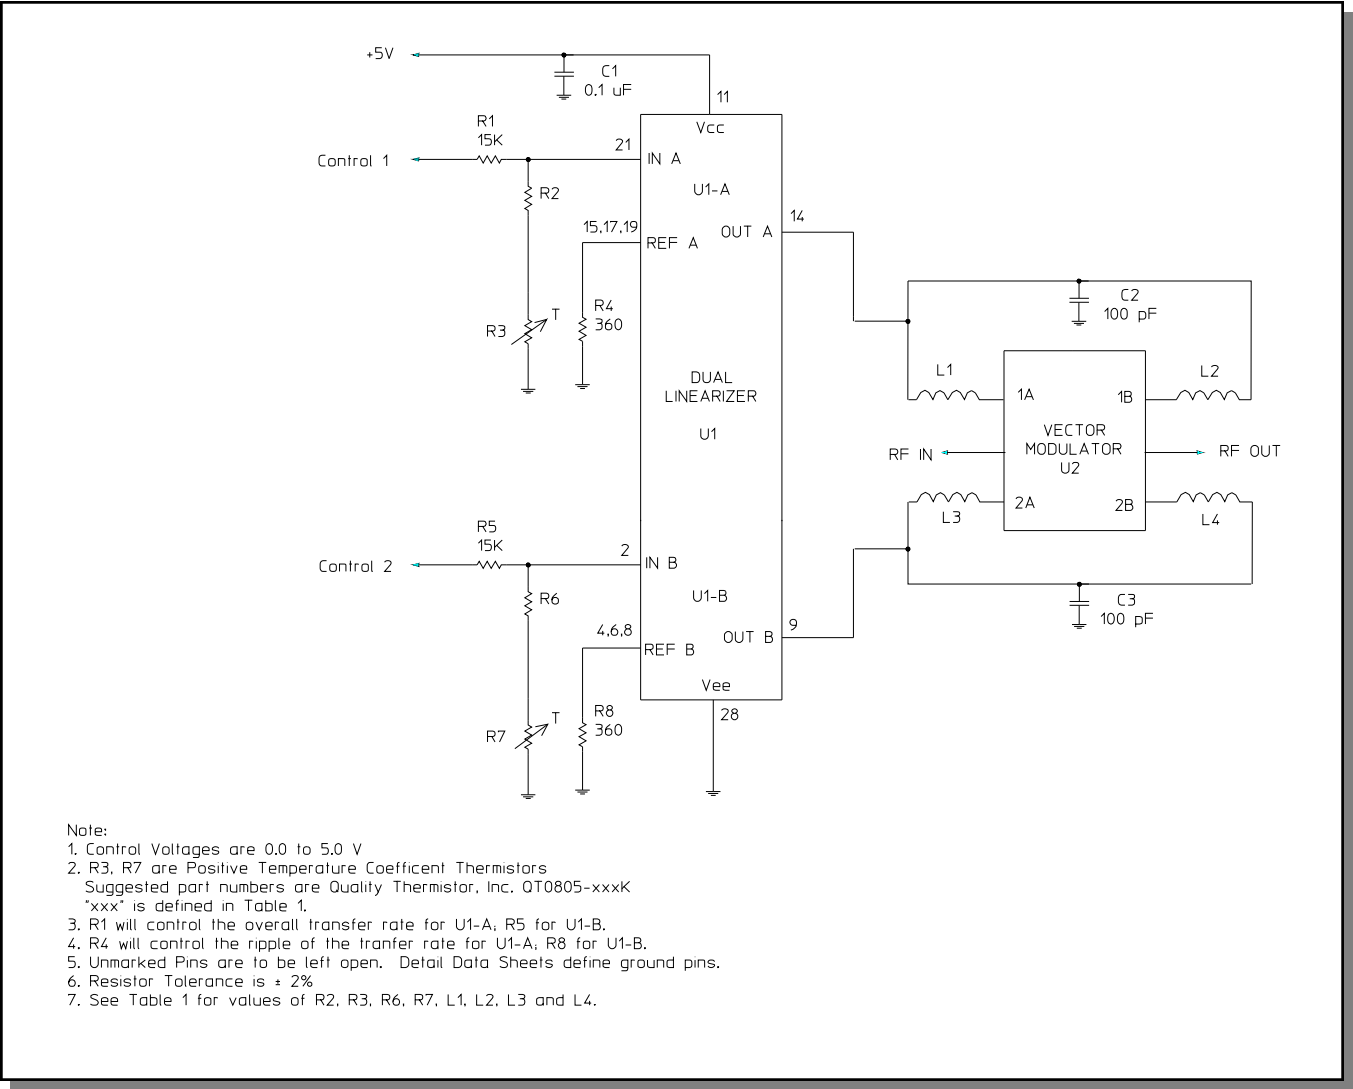 +5V
C1
0.1 uF
11
Vcc
R1
15K
21
Control 1
IN A
U1-A
R2
15,17,19
14
OUT A
REF A
R4
360
T
R3
C2
100 pF
DUAL
LINEARIZER
U1
L1
L2
1A
1B
VECTOR
MODULATOR
U2
RF IN
RF OUT
2A
2B
L3
L4
R5
15K
2
Control 2
IN B
U1-B
R6
4,6,8
9
OUT B
REF B
C3
100 pF
Vee
28
R8
360
T
R7
Note:
1. Control Voltages are 0.0 to 5.0 V
2. R3, R7 are Positive Temperature Coefficent Thermistors
Suggested part numbers are Quality Thermistor, Inc. QT0805-xxxK
"xxx" is defined in Table 1.
3. R1 will control the overall transfer rate for U1-A; R5 for U1-B.
4. R4 will control the ripple of the tranfer rate for U1-A; R8 for U1-B.
5. Unmarked Pins are to be left open. Detail Data Sheets define ground pins.
6. Resistor Tolerance is ± 2%
7. See Table 1 for values of R2, R3, R6, R7, L1, L2, L3 and L4.